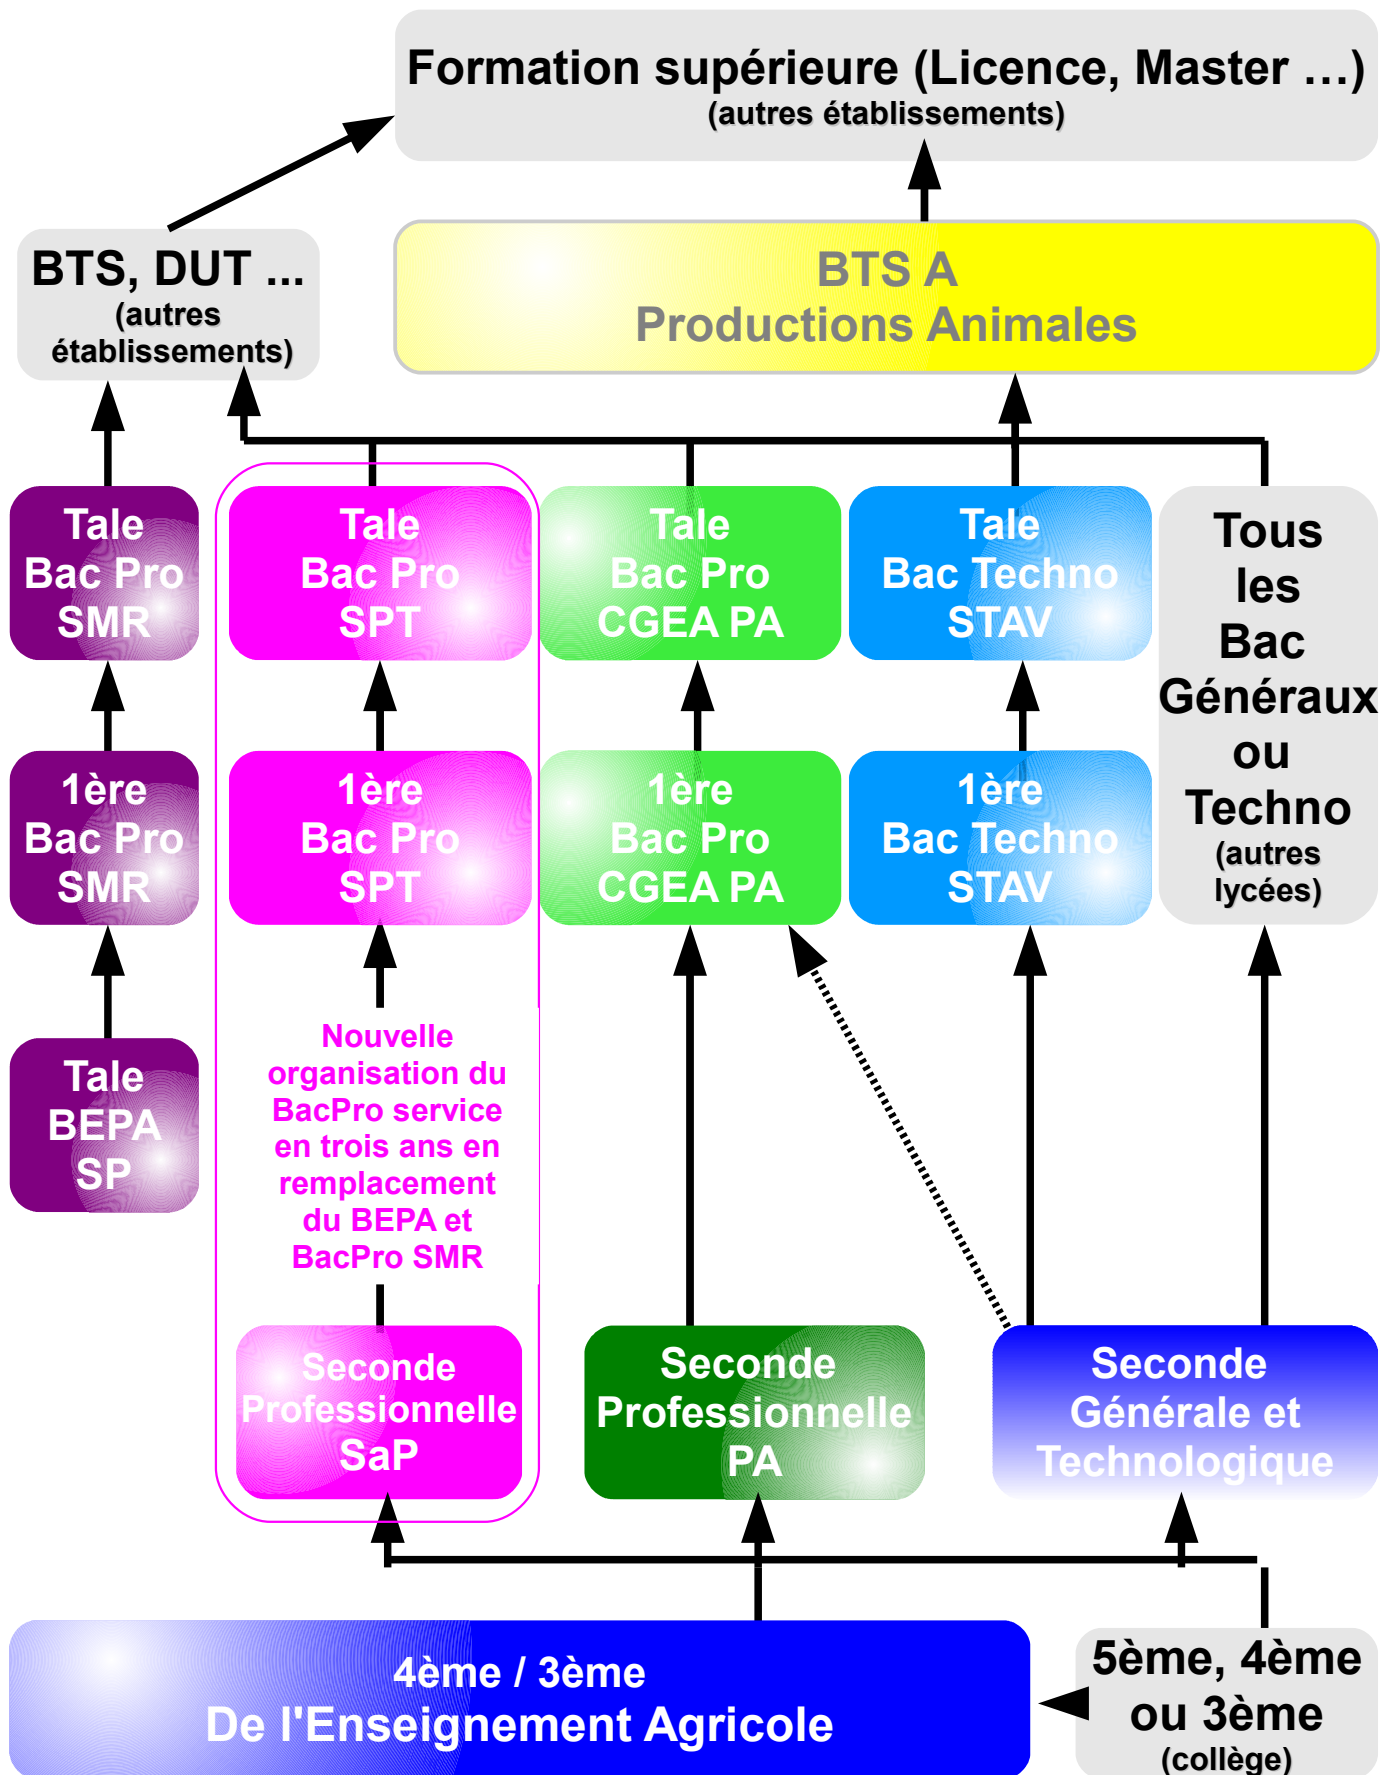 Formation supérieure (Licence, Master ...)
(autres établissements)
BTS, DUT ...
(autres
établissements)
BTS A
Productions Animales
Tale
Bac Pro
SMR
Tale
Bac Pro
SPT
Tale
Bac Pro
CGEA PA
Tale
Bac Techno
STAV
Tous
les
Bac
Généraux
ou
Techno
(autres
lycées)
1ère
Bac Pro
SMR
1ère
Bac Pro
SPT
1ère
Bac Pro
CGEA PA
1ère
Bac Techno
STAV
Tale
BEPA
SP
Nouvelle
organisation du
BacPro service
en trois ans en
remplacement
du BEPA et
BacPro SMR
Seconde
Professionnelle
SaP
Seconde
Professionnelle
PA
Seconde
Générale et
Technologique
4ème / 3ème
De l'Enseignement Agricole
5ème, 4ème
ou 3ème
(collège)